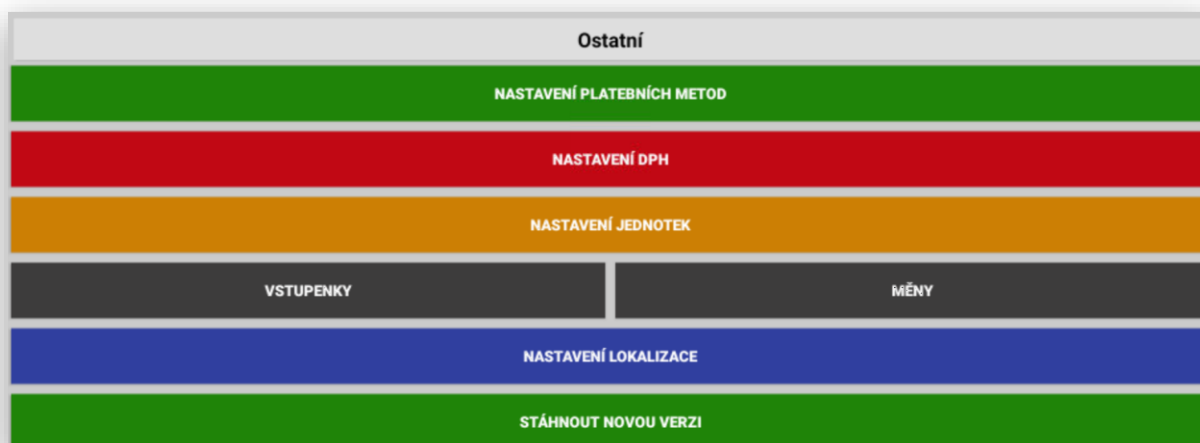 Ostatní
NASTAVENÍ PLATEBNÍCH METOD
NASTAVENÍ DPH
NASTAVENÍ JEDNOTEK
VSTUPENKY
MĚNY
NASTAVENÍ LOKALIZACE
STÁHNOUT NOVOU VERZI